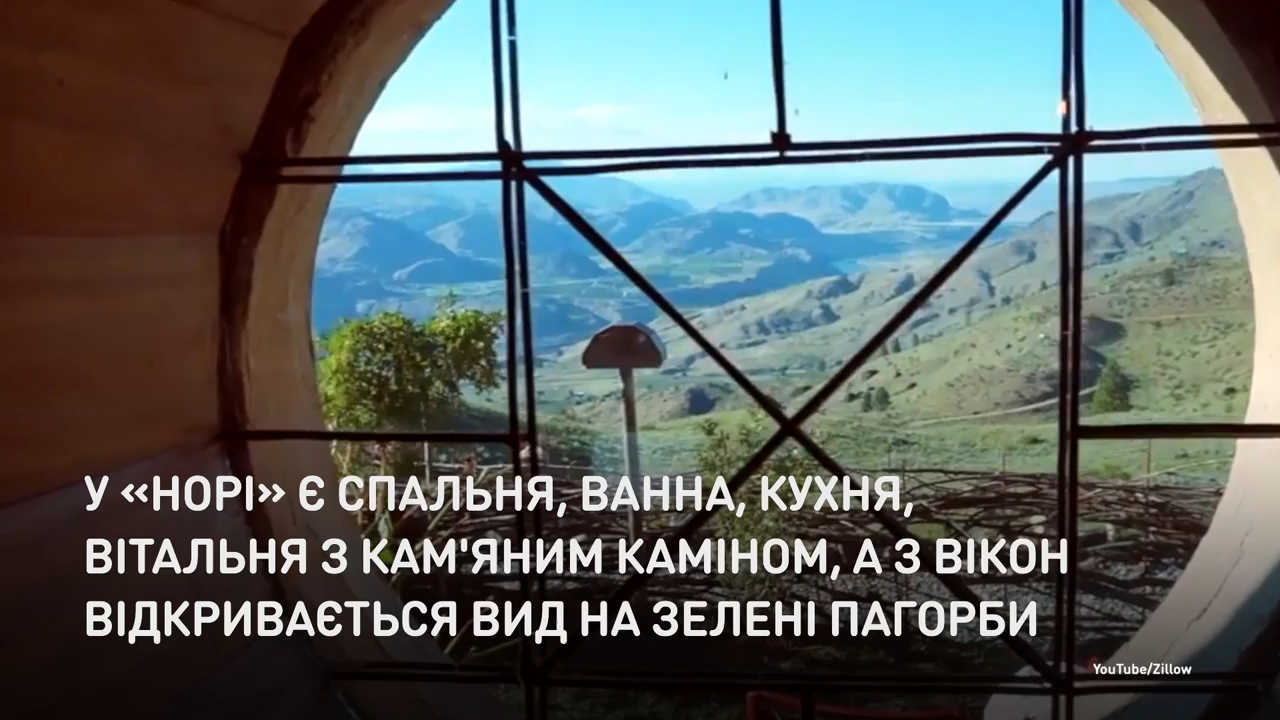 У «НОРІ» Є СПАЛЬНЯ, ВАННА, КУХНЯ,
ВІТАЛЬНЯ З КАМ'ЯНИМ КАМІНОМ, А З ВІКОН
ВІДКРИВАЄТЬСЯ ВИД НА ЗЕЛЕНІ ПАГОРБИ
YouTube/Zillow